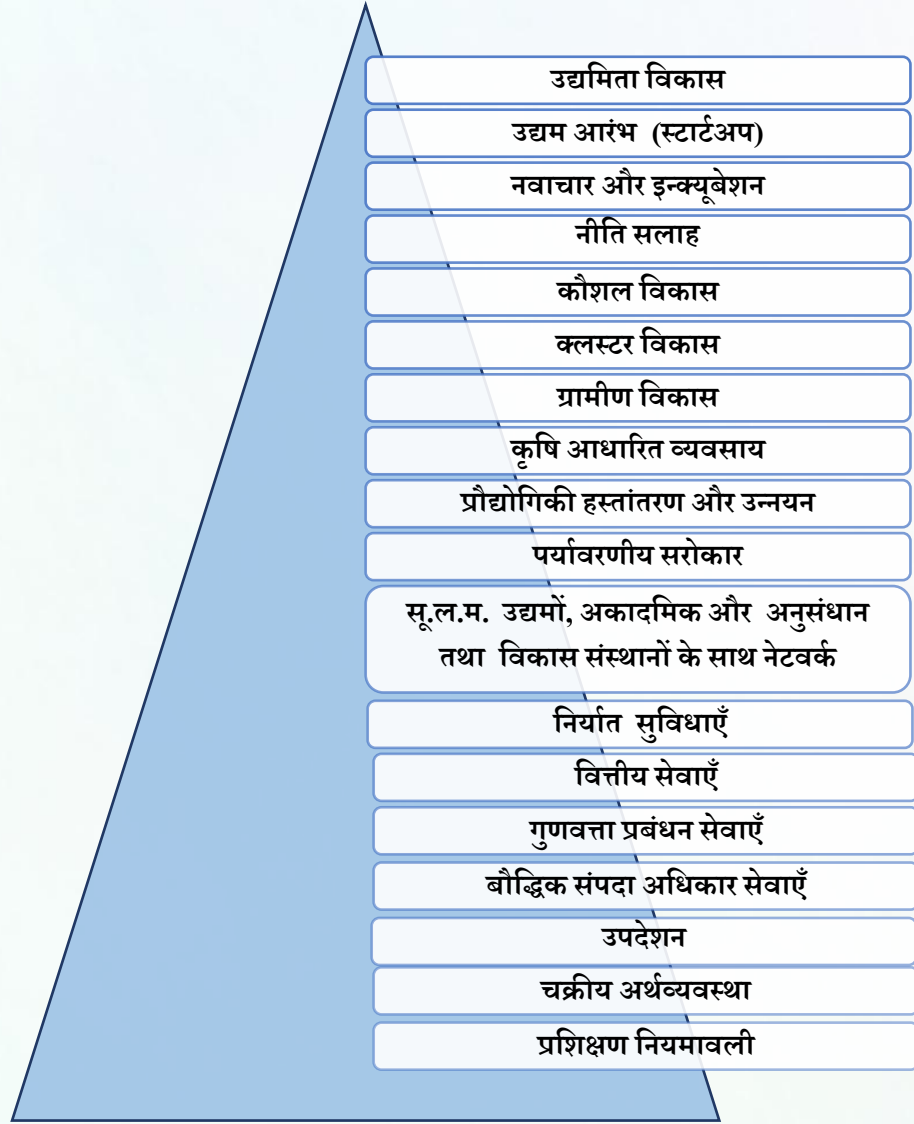 उद्यमिता विकास
उद्यम आरंभ (स्टार्टअप)
नवाचार और इन्क्यूबेशन
नीति सलाह
कौशल विकास
क्लस्टर विकास
ग्रामीण विकास
कृषि आधारित व्यवसाय
प्रौद्योगिकी हस्तांतरण और उन्नयन
पर्यावरणीय सरोकार
सू.ल.म. उद्यमों, अकादमिक और अनुसंधान
तथा विकास संस्थानों के साथ नेटवर्क
निर्यात सुविधाएँ
वित्तीय सेवाएँ
गुणवत्ता प्रबंधन सेवाएँ
बौद्धिक संपदा अधिकार सेवाएँ
उपदेशन
चक्रीय अर्थव्यवस्था
प्रशिक्षण नियमावली